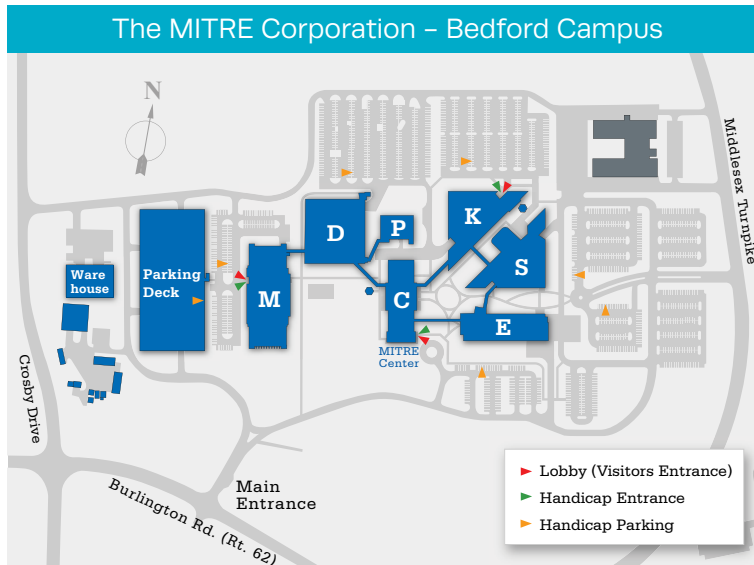 The MITRE Corporation – Bedford Campus
N
Middlesex Turnpike
K
D
P
S
Ware
house
Parking
Deck
M
C
E
MITRE
Center
Crosby Drive
Main
Entrance
Burlington Rd. (Rt. 62)
Lobby (Visitors Entrance)
Handicap Entrance
Handicap Parking